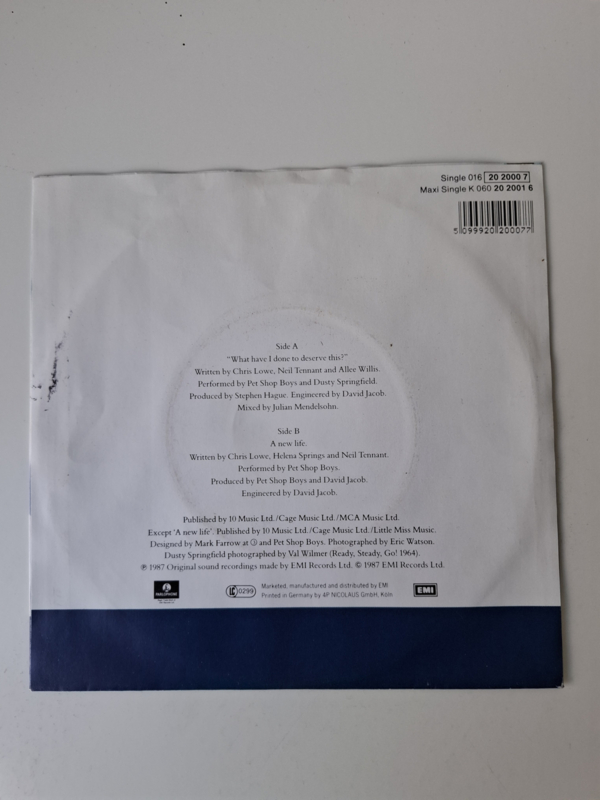 Single 016 20 2000 7
Maxi Single K 060 20 2001 6
5 099920 200077
Side A
“What have I done to deserve this?”
Written by Chris Lowe, Neil Tennant and Allee Willis.
Performed by Pet Shop Boys and Dusty Springfield.
Produced by Stephen Hague. Engineered by David Jacob.
Mixed by Julian Mendelsohn.
Side B
A new life.
Written by Chris Lowe, Helena Springs and Neil Tennant.
Performed by Pet Shop Boys.
Produced by Pet Shop Boys and David Jacob.
Engineered by David Jacob.
Published by 10 Music Ltd./Cage Music Ltd./MCA Music Ltd.
Except ‘A new life’. Published by 10 Music Ltd./Cage Music Ltd./Little Miss Music.
Designed by Mark Farrow at ③ and Pet Shop Boys. Photographed by Eric Watson.
Dusty Springfield photographed by Val Wilmer (Ready, Steady, Go! 1964).
℗ 1987 Original sound recordings made by EMI Records Ltd. © 1987 EMI Records Ltd.
PARLOPHONE
LC 0299
Marketed, manufactured and distributed by EMI
Printed in Germany by 4P NICOLAUS GmbH, Köln
EMI